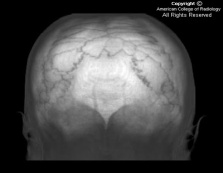 Copyright ©
American College of Radiology
All Rights Reserved